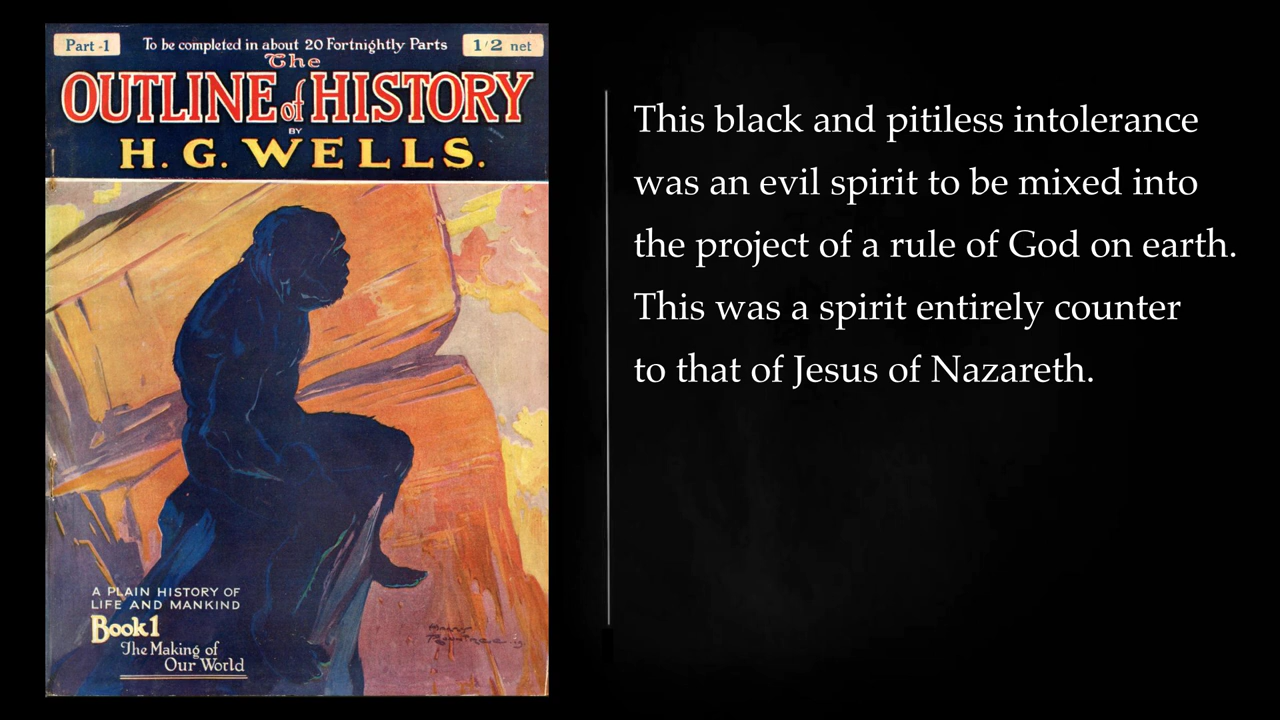 Part -1
To be completed in about 20 Fortnightly Parts
1/2 net
The
OUTLINE of HISTORY
BY
H. G. WELLS.
A PLAIN HISTORY OF
LIFE AND MANKIND
Book 1
The Making of
Our World
This black and pitiless intolerance
was an evil spirit to be mixed into
the project of a rule of God on earth.
This was a spirit entirely counter
to that of Jesus of Nazareth.